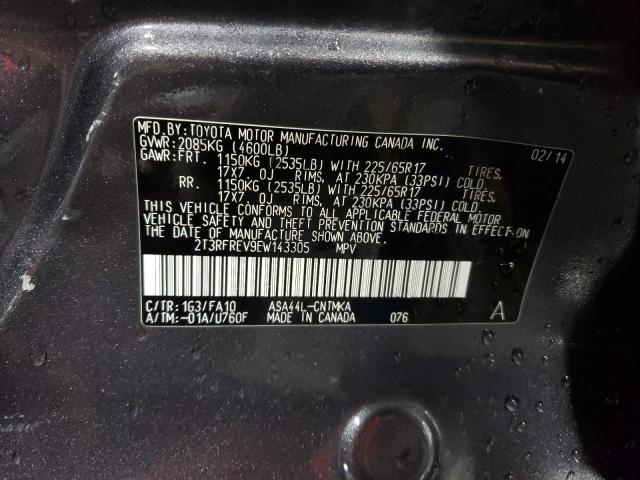 MFD.BY:TOYOTA MOTOR MANUFACTURING CANADA INC.
GVWR:2085KG (4600LB) 02/14
GAWR:FRT. 1150KG (2535LB) WITH 225/65R17 TIRES,
17X7.0J RIMS, AT 230KPA (33PSI) COLD.
RR. 1150KG (2535LB) WITH 225/65R17 TIRES,
17X7.0J RIMS, AT 230KPA (33PSI) COLD.
THIS VEHICLE CONFORMS TO ALL APPLICABLE FEDERAL MOTOR
VEHICLE SAFETY AND THEFT PREVENTION STANDARDS IN EFFECT ON
THE DATE OF MANUFACTURE SHOWN ABOVE.
2T3RFREV9EW143305 MPV
C/TR:163/FA10 ASA44L-CNTMKA
A/TM:-01A/U760F MADE IN CANADA 076 A